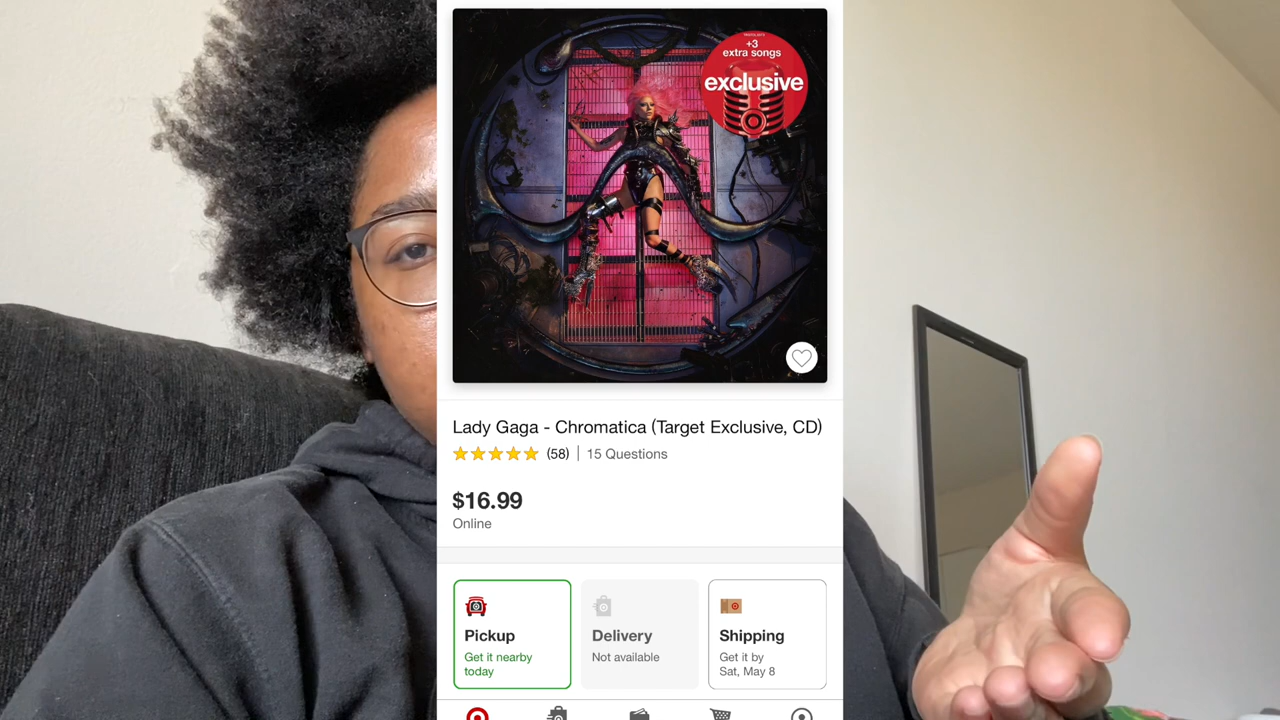 +3
extra songs
exclusive
Lady Gaga - Chromatica (Target Exclusive, CD)
(58) | 15 Questions
$16.99
Online
Pickup
Get it nearby
today
Delivery
Not available
Shipping
Get it by
Sat, May 8